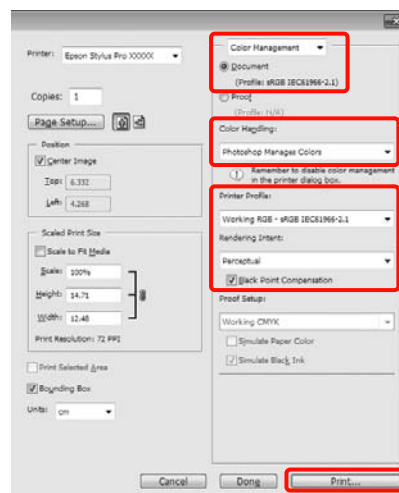 Printer: Epson Stylus Pro XXXXX
Copies: 1
Page Setup...
Position
Center Image
Top: 6.332
Left: 4.268
Scaled Print Size
Scale to Fit Media
Scale: 100%
Height: 14.71
Width: 12.48
Print Resolution: 72 PPI
Print Selected Area
Bounding Box
Units: cm
Color Management
Document
(Profile: sRGB IEC61966-2.1)
Proof
(Profile: N/A)
Color Handling:
Photoshop Manages Colors
Remember to disable color management
in the printer dialog box.
Printer Profile:
Working RGB - sRGB IEC61966-2.1
Rendering Intent:
Perceptual
Black Point Compensation
Proof Setup:
Working CMYK
Simulate Paper Color
Simulate Black Ink
Cancel
Done
Print...